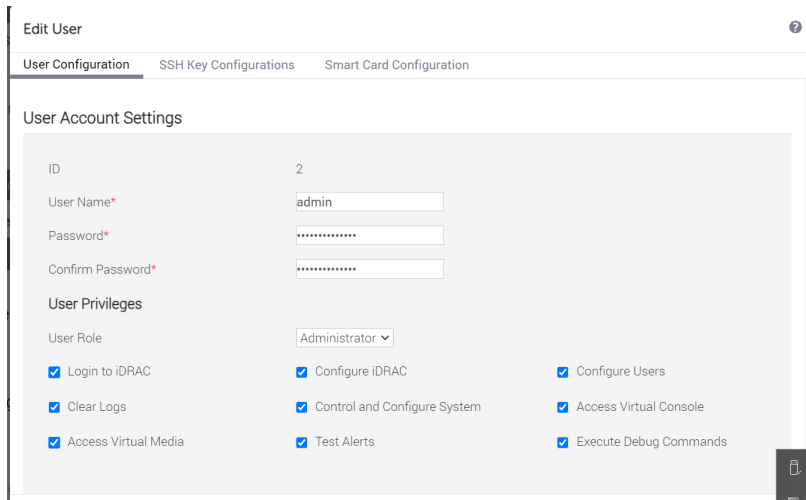 Edit User
User Configuration SSH Key Configurations Smart Card Configuration
User Account Settings
ID 2
User Name* admin
Password* ••••••••••••••
Confirm Password* ••••••••••••••
User Privileges
User Role Administrator
Login to iDRAC Configure iDRAC Configure Users
Clear Logs Control and Configure System Access Virtual Console
Access Virtual Media Test Alerts Execute Debug Commands